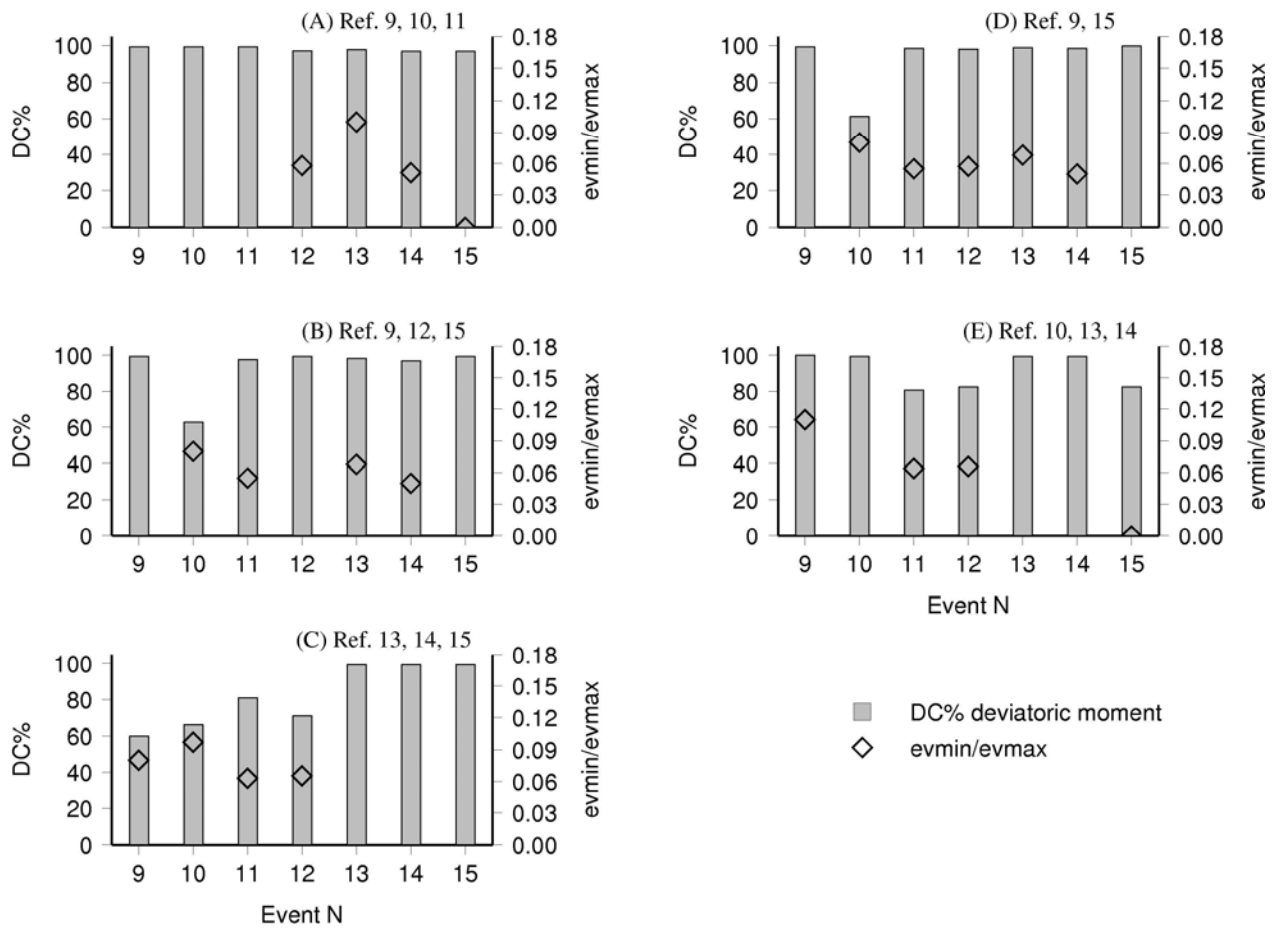 (A) Ref. 9, 10, 11
DC%
100
80
60
40
20
0
0.18
0.15
0.12
0.09
0.06
0.03
0.00
evmin/evmax
9 10 11 12 13 14 15
(D) Ref. 9, 15
DC%
100
80
60
40
20
0
0.18
0.15
0.12
0.09
0.06
0.03
0.00
evmin/evmax
9 10 11 12 13 14 15
(B) Ref. 9, 12, 15
DC%
100
80
60
40
20
0
0.18
0.15
0.12
0.09
0.06
0.03
0.00
evmin/evmax
9 10 11 12 13 14 15
(E) Ref. 10, 13, 14
DC%
100
80
60
40
20
0
0.18
0.15
0.12
0.09
0.06
0.03
0.00
evmin/evmax
9 10 11 12 13 14 15
Event N
(C) Ref. 13, 14, 15
DC%
100
80
60
40
20
0
0.18
0.15
0.12
0.09
0.06
0.03
0.00
evmin/evmax
9 10 11 12 13 14 15
Event N
DC% deviatoric moment
evmin/evmax